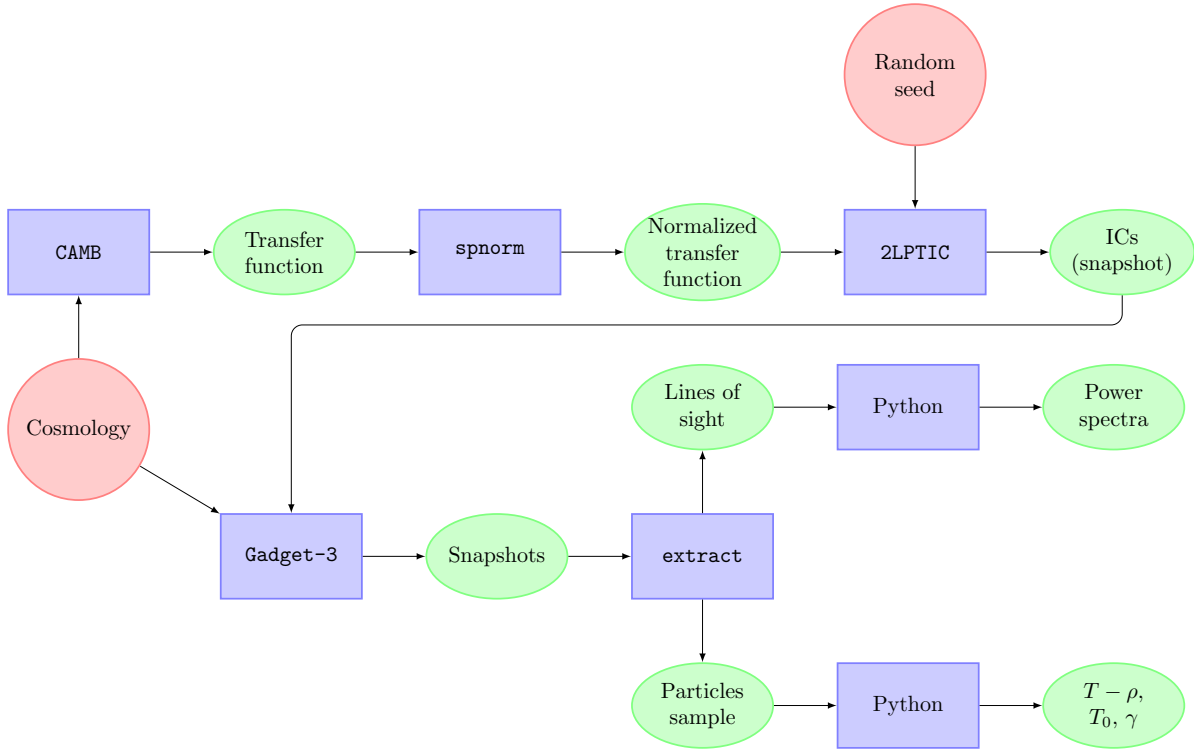 Random
seed
CAMB
Transfer
function
spnorm
Normalized
transfer
function
2LPTIC
ICs
(snapshot)
Cosmology
Lines of
sight
Python
Power
spectra
Gadget-3
Snapshots
extract
Particles
sample
Python
T − ρ,
T₀, γ